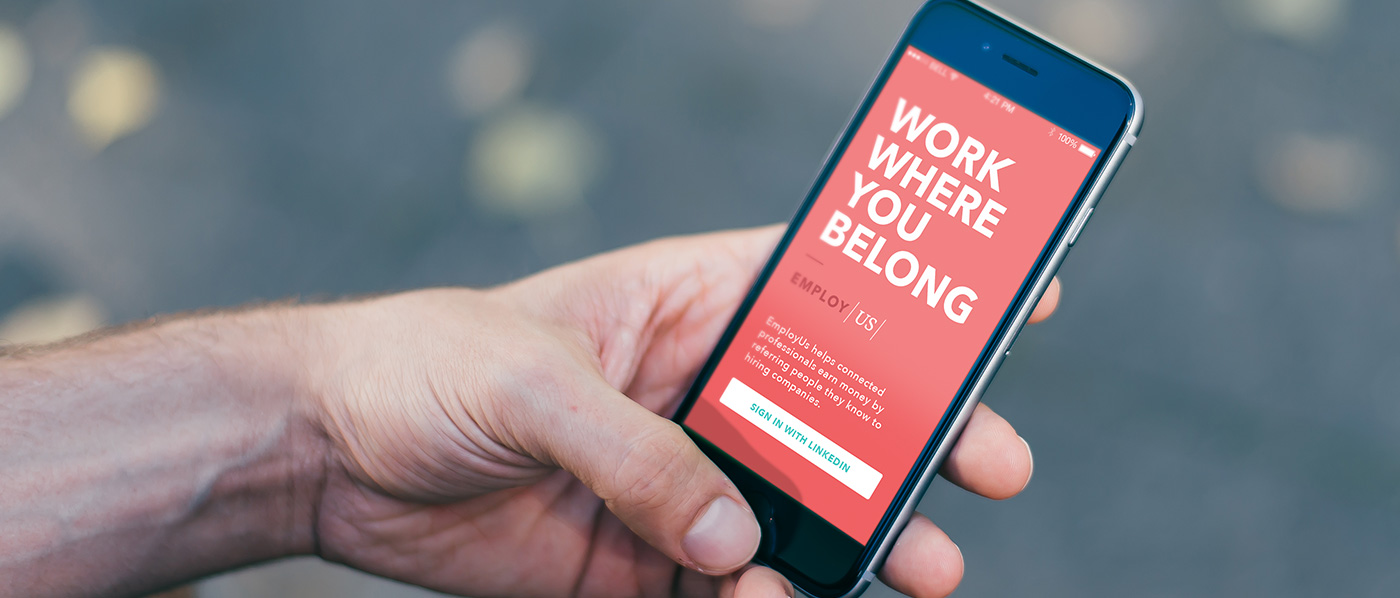 BELL
4:21 PM
100%
WORK
WHERE
YOU
BELONG
EMPLOY|US|
EmployUs helps connected
professionals earn money by
referring people they know to
hiring companies.
SIGN IN WITH LINKEDIN